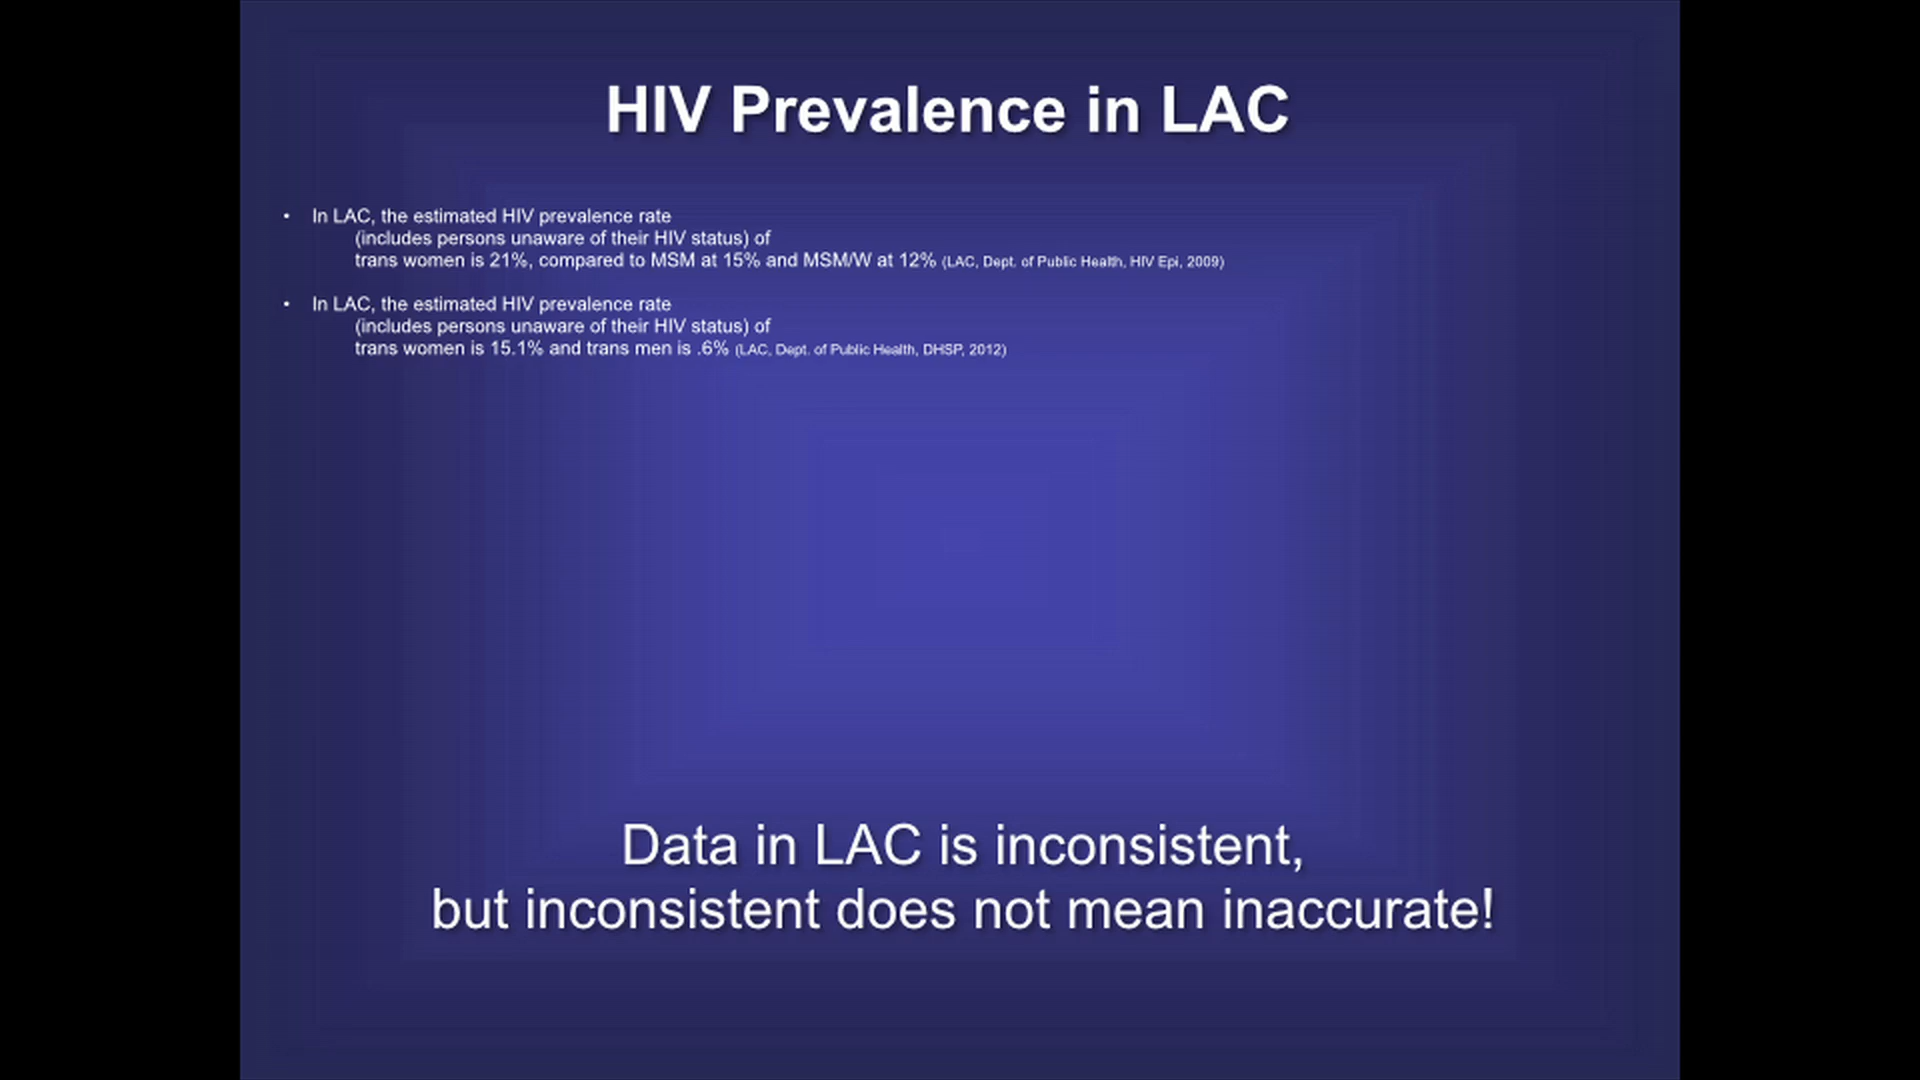 HIV Prevalence in LAC
• In LAC, the estimated HIV prevalence rate
(includes persons unaware of their HIV status) of
trans women is 21%, compared to MSM at 15% and MSM/W at 12% (LAC, Dept. of Public Health, HIV Epi, 2009)
• In LAC, the estimated HIV prevalence rate
(includes persons unaware of their HIV status) of
trans women is 15.1% and trans men is .6% (LAC, Dept. of Public Health, DHSP, 2012)
Data in LAC is inconsistent,
but inconsistent does not mean inaccurate!